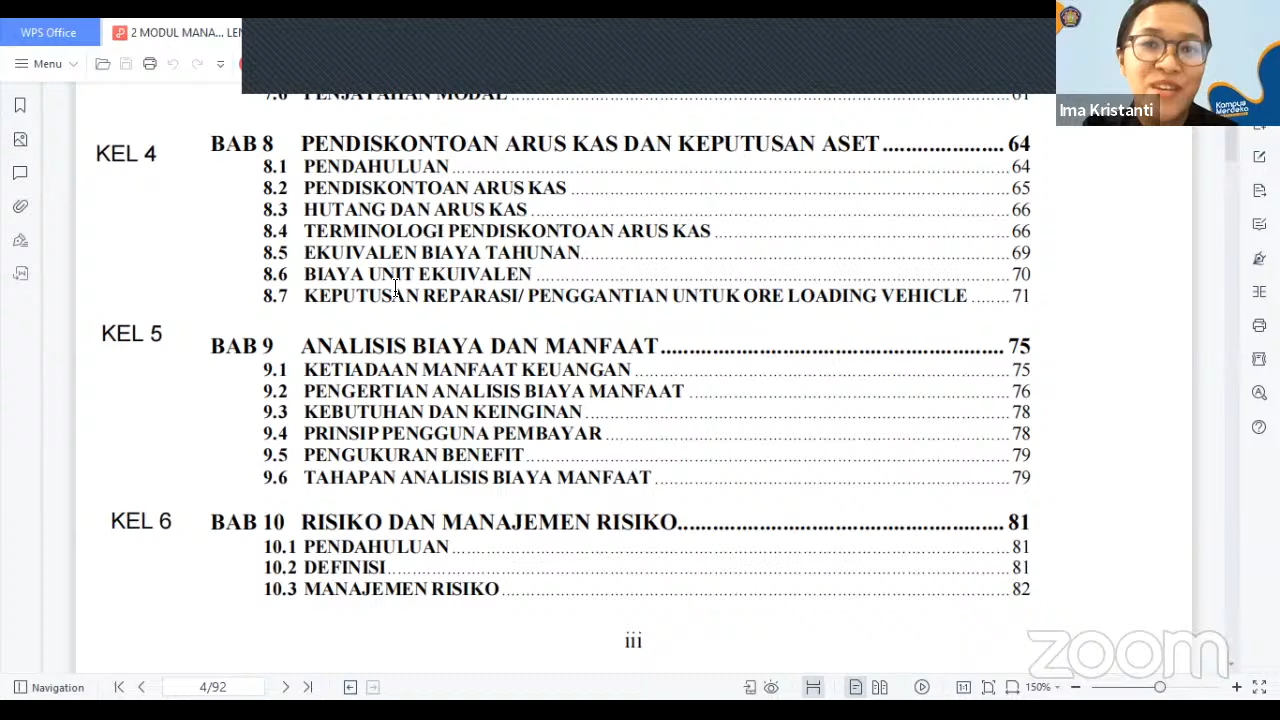 WPS Office
2 MODUL MANA... LEN
Menu
7.6 PENJATAHAN MODAL 61
KEL 4
BAB 8 PENDISKONTOAN ARUS KAS DAN KEPUTUSAN ASET 64
8.1 PENDAHULUAN 64
8.2 PENDISKONTOAN ARUS KAS 65
8.3 HUTANG DAN ARUS KAS 66
8.4 TERMINOLOGI PENDISKONTOAN ARUS KAS 66
8.5 EKUIVALEN BIAYA TAHUNAN 69
8.6 BIAYA UNIT EKUIVALEN 70
8.7 KEPUTUSAN REPARASI/ PENGGANTIAN UNTUK ORE LOADING VEHICLE 71
KEL 5
BAB 9 ANALISIS BIAYA DAN MANFAAT 75
9.1 KETIADAAN MANFAAT KEUANGAN 75
9.2 PENGERTIAN ANALISIS BIAYA MANFAAT 76
9.3 KEBUTUHAN DAN KEINGINAN 78
9.4 PRINSIP PENGGUNA PEMBAYAR 78
9.5 PENGUKURAN BENEFIT 79
9.6 TAHAPAN ANALISIS BIAYA MANFAAT 79
KEL 6
BAB 10 RISIKO DAN MANAJEMEN RISIKO 81
10.1 PENDAHULUAN 81
10.2 DEFINISI 81
10.3 MANAJEMEN RISIKO 82
iii
Ima Kristanti
Kampus
Merdeka
zoom
Navigation
4/92
1:1
150%